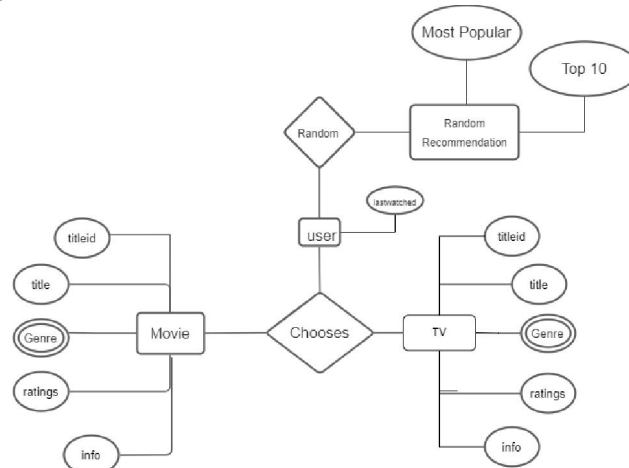 Most Popular
Top 10
Random
Random
Recommendation
lastwatched
user
titleid
titleid
title
title
Genre
Movie
Chooses
TV
Genre
ratings
ratings
info
info